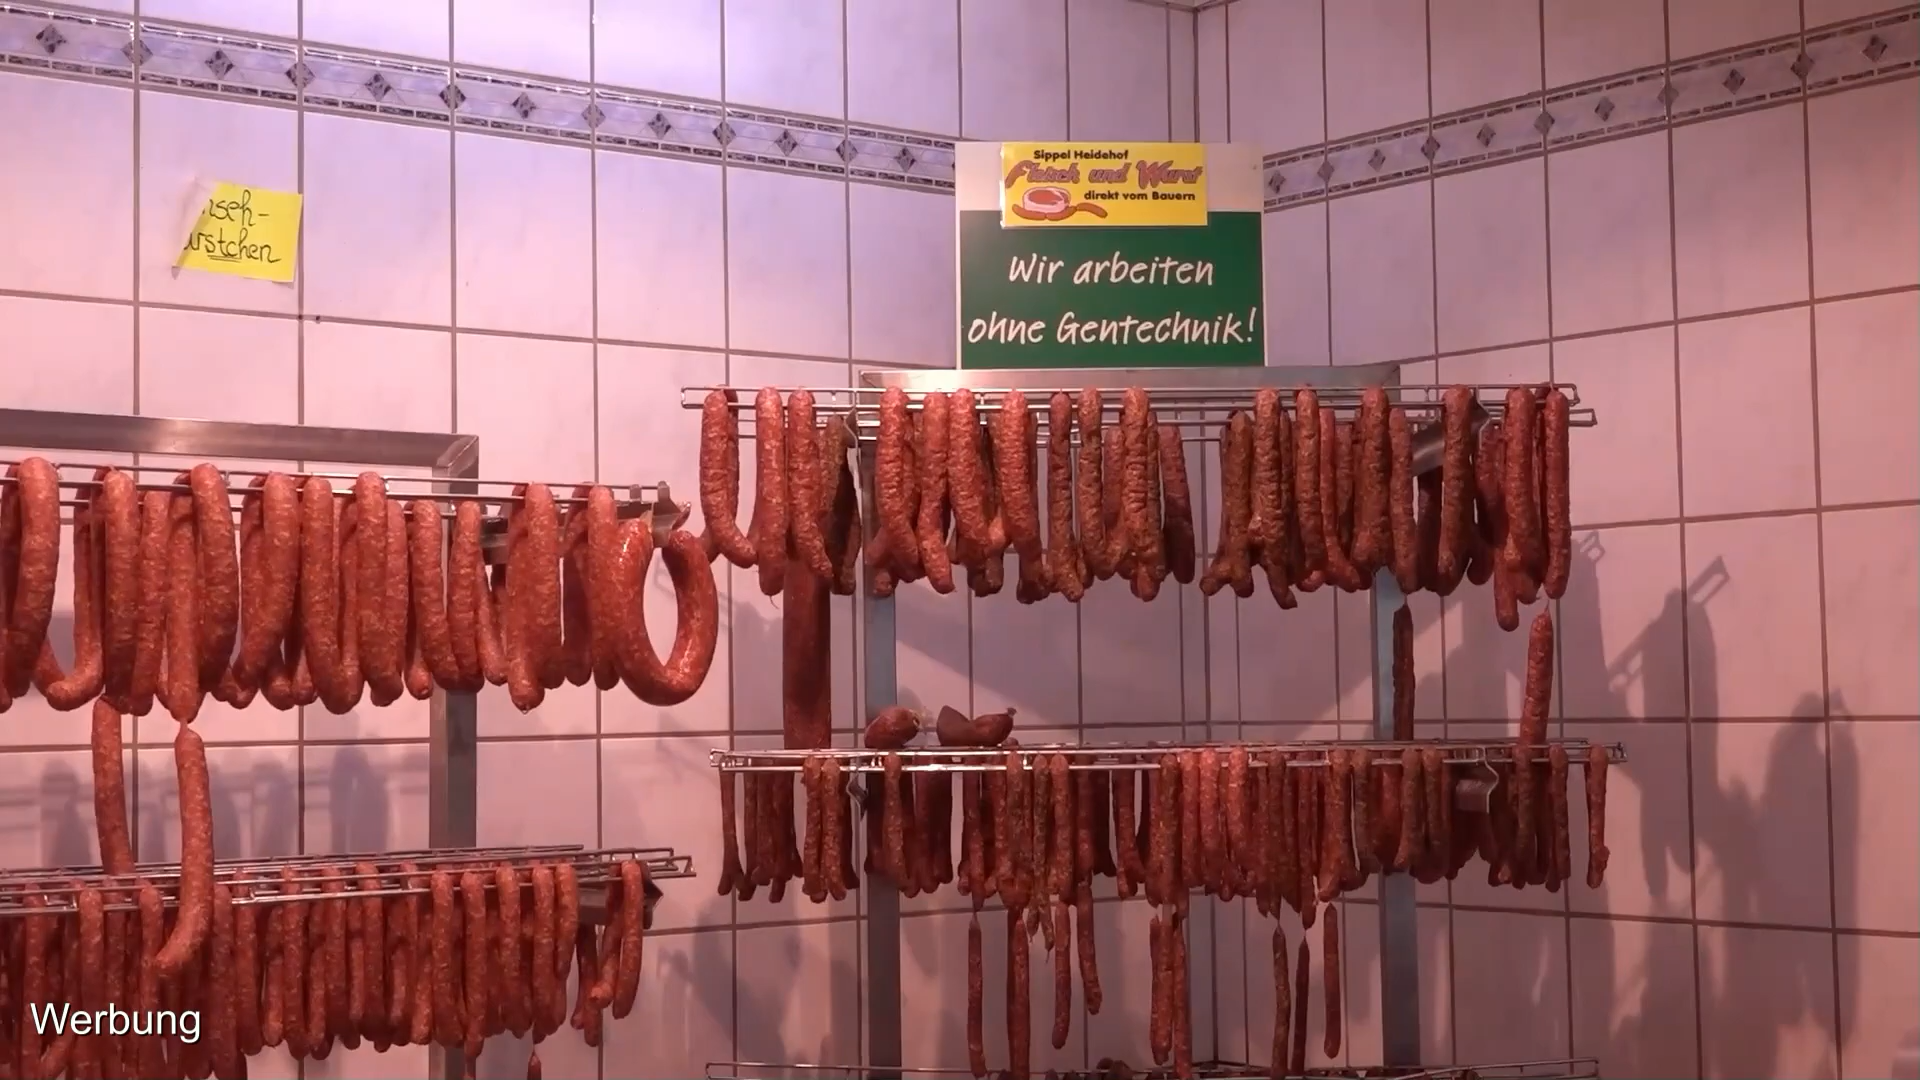 Sippel Heidehof
Fleisch und Wurst
direkt vom Bauern
Wir arbeiten
ohne Gentechnik!
Werbung